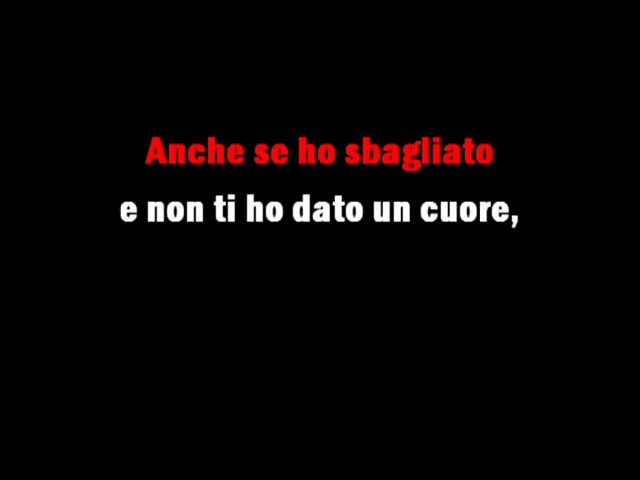 Anche se ho sbagliato
e non ti ho dato un cuore,